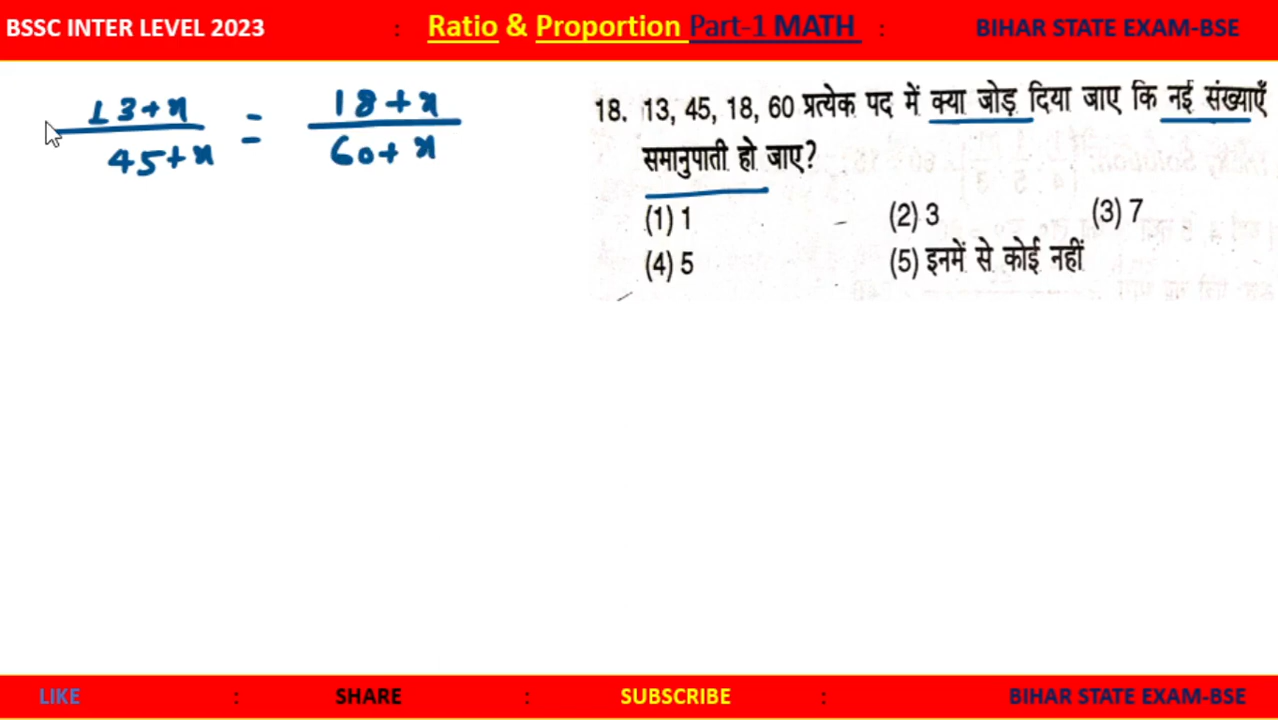 BSSC INTER LEVEL 2023 : Ratio & Proportion Part-1 MATH : BIHAR STATE EXAM-BSE
13+x / 45+x = 18+x / 60+x
18. 13, 45, 18, 60 प्रत्येक पद में क्या जोड़ दिया जाए कि नई संख्याएँ
समानुपाती हो जाए?
(1) 1 (2) 3 (3) 7
(4) 5 (5) इनमें से कोई नहीं
LIKE : SHARE : SUBSCRIBE : BIHAR STATE EXAM-BSE